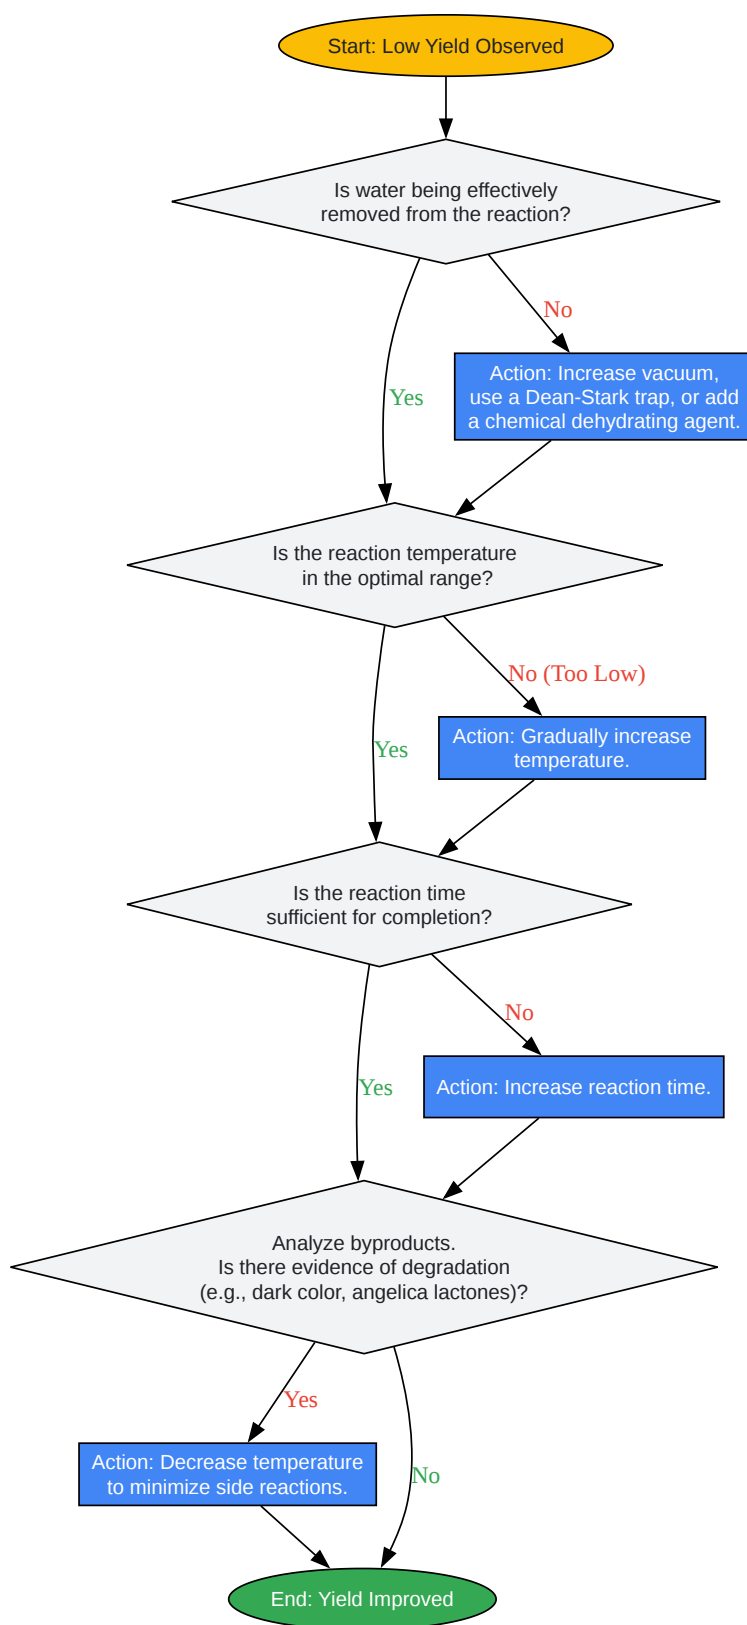 Start: Low Yield Observed
Is water being effectively
removed from the reaction?
No
Yes
Action: Increase vacuum,
use a Dean-Stark trap, or add
a chemical dehydrating agent.
Is the reaction temperature
in the optimal range?
No (Too Low)
Yes
Action: Gradually increase
temperature.
Is the reaction time
sufficient for completion?
No
Yes
Action: Increase reaction time.
Analyze byproducts.
Is there evidence of degradation
(e.g., dark color, angelica lactones)?
Yes
Action: Decrease temperature
to minimize side reactions.
No
End: Yield Improved